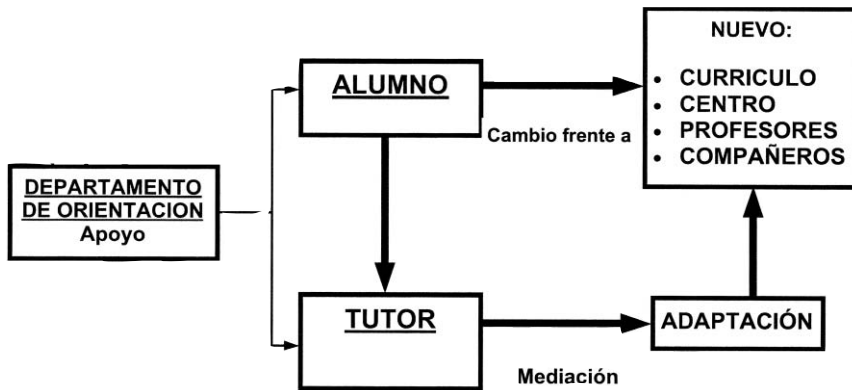 NUEVO:
• CURRICULO
• CENTRO
• PROFESORES
• COMPAÑEROS
ALUMNO
Cambio frente a
DEPARTAMENTO
DE ORIENTACION
Apoyo
TUTOR
ADAPTACIÓN
Mediación